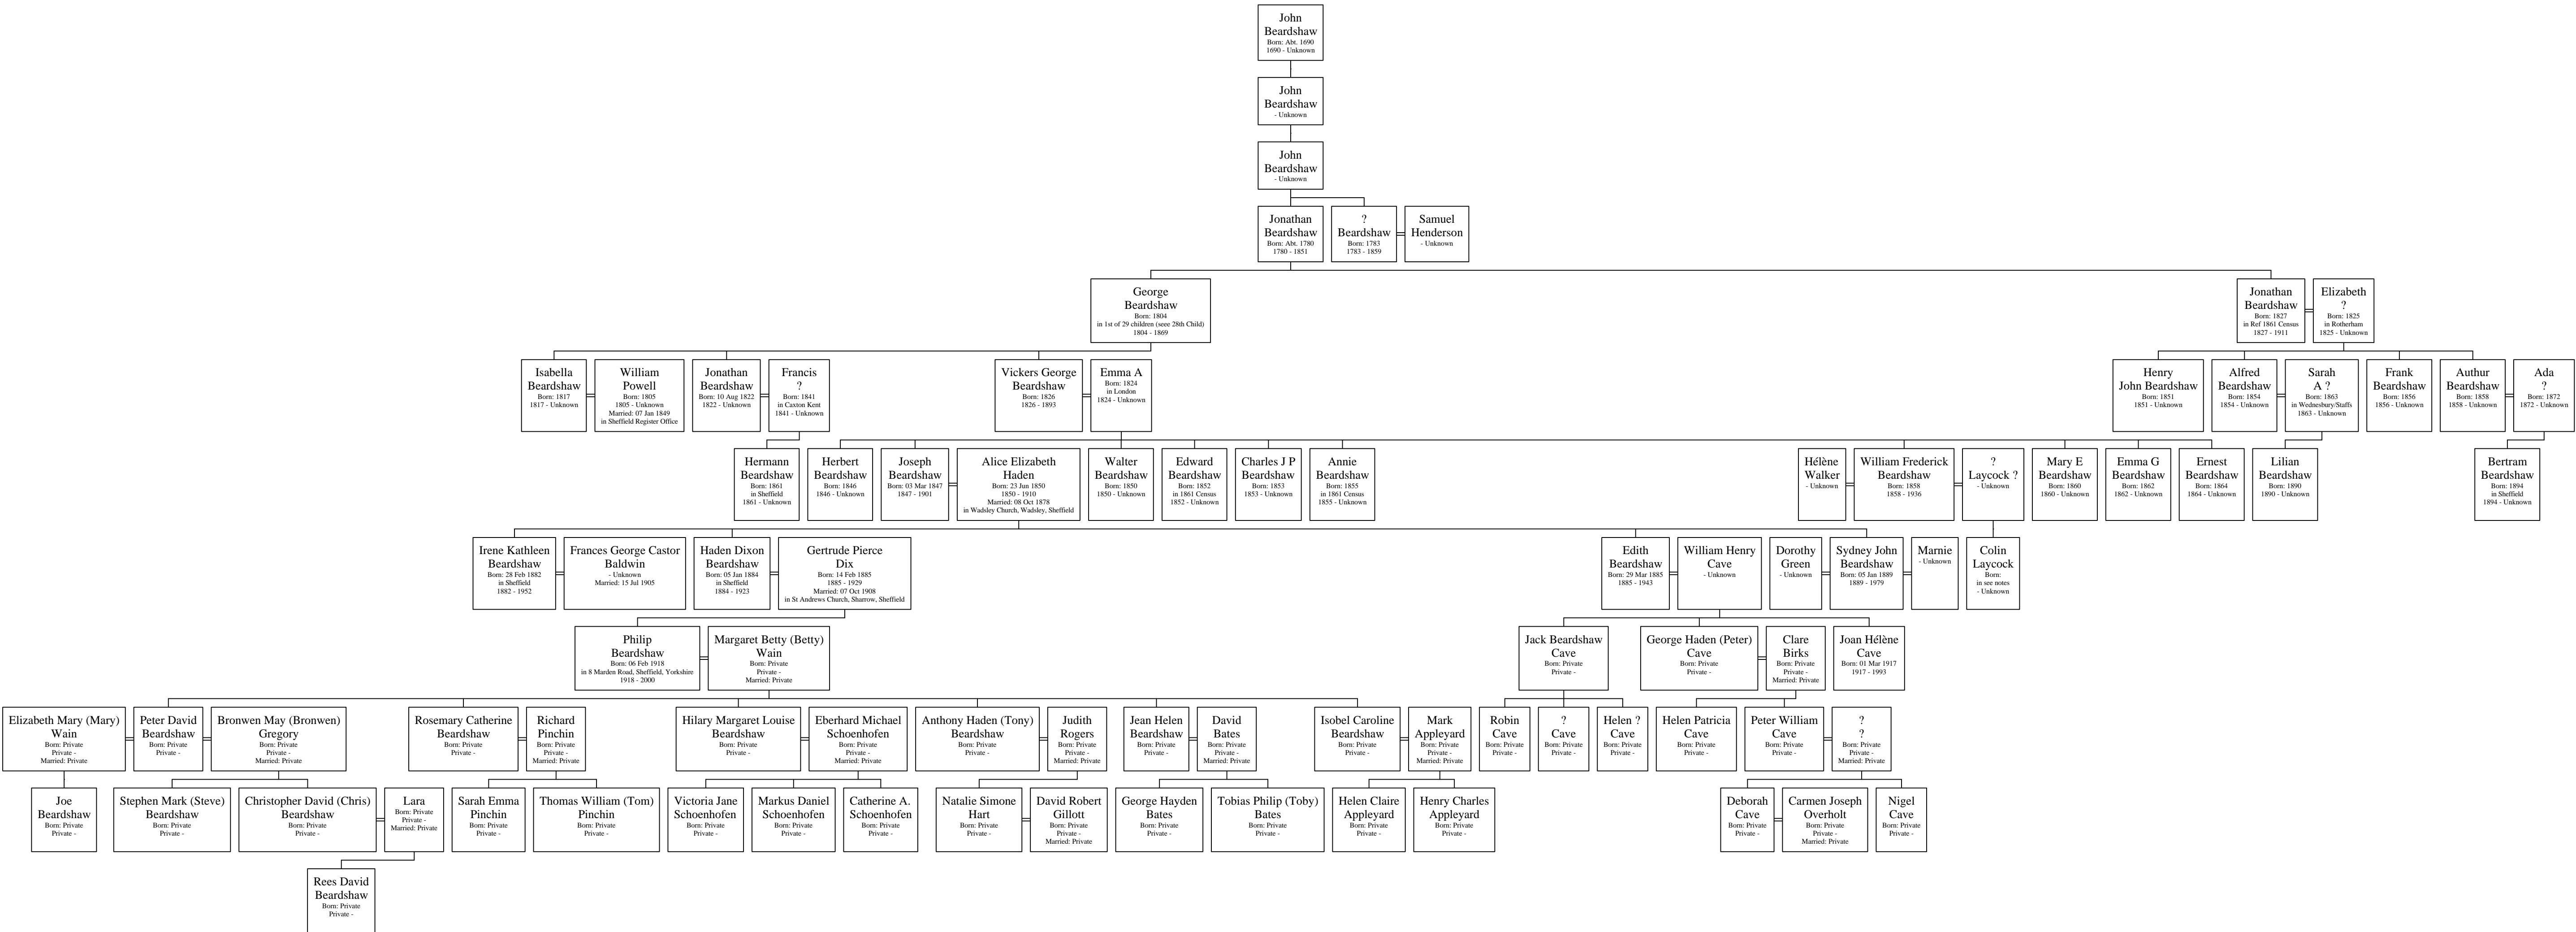 John
Beardshaw
Born: Abt. 1690
1690 - Unknown
John
Beardshaw
- Unknown
John
Beardshaw
- Unknown
Jonathan
Beardshaw
Born: Abt. 1780
1780 - 1851
?
Beardshaw
Born: 1783
1783 - 1859
Samuel
Henderson
- Unknown
George
Beardshaw
Born: 1804
in 1st of 29 children (seee 28th Child)
1804 - 1869
Jonathan
Beardshaw
Born: 1827
in Ref 1861 Census
1827 - 1911
Elizabeth
?
Born: 1825
in Rotherham
1825 - Unknown
Isabella
Beardshaw
Born: 1817
1817 - Unknown
William
Powell
Born: 1805
1805 - Unknown
Married: 07 Jan 1849
in Sheffield Register Office
Jonathan
Beardshaw
Born: 10 Aug 1822
1822 - Unknown
Francis
?
Born: 1841
in Caxton Kent
1841 - Unknown
Vickers George
Beardshaw
Born: 1826
1826 - 1893
Emma A
Born: 1824
in London
1824 - Unknown
Henry
John Beardshaw
Born: 1851
1851 - Unknown
Alfred
Beardshaw
Born: 1854
1854 - Unknown
Sarah
A ?
Born: 1863
in Wednesbury/Staffs
1863 - Unknown
Frank
Beardshaw
Born: 1856
1856 - Unknown
Authur
Beardshaw
Born: 1858
1858 - Unknown
Ada
?
Born: 1872
1872 - Unknown
Hermann
Beardshaw
Born: 1861
in Sheffield
1861 - Unknown
Herbert
Beardshaw
Born: 1846
1846 - Unknown
Joseph
Beardshaw
Born: 03 Mar 1847
1847 - 1901
Alice Elizabeth
Haden
Born: 23 Jun 1850
1850 - 1910
Married: 08 Oct 1878
in Wadsley Church, Wadsley, Sheffield
Walter
Beardshaw
Born: 1850
1850 - Unknown
Edward
Beardshaw
Born: 1852
in 1861 Census
1852 - Unknown
Charles J P
Beardshaw
Born: 1853
1853 - Unknown
Annie
Beardshaw
Born: 1855
in 1861 Census
1855 - Unknown
Hélène
Walker
- Unknown
William Frederick
Beardshaw
Born: 1858
1858 - 1936
?
Laycock ?
- Unknown
Mary E
Beardshaw
Born: 1860
1860 - Unknown
Emma G
Beardshaw
Born: 1862
1862 - Unknown
Ernest
Beardshaw
Born: 1864
1864 - Unknown
Lilian
Beardshaw
Born: 1890
1890 - Unknown
Bertram
Beardshaw
Born: 1894
in Sheffield
1894 - Unknown
Irene Kathleen
Beardshaw
Born: 28 Feb 1882
in Sheffield
1882 - 1952
Frances George Castor
Baldwin
- Unknown
Married: 15 Jul 1905
Haden Dixon
Beardshaw
Born: 05 Jan 1884
in Sheffield
1884 - 1923
Gertrude Pierce
Dix
Born: 14 Feb 1885
1885 - 1929
Married: 07 Oct 1908
in St Andrews Church, Sharrow, Sheffield
Edith
Beardshaw
Born: 29 Mar 1885
1885 - 1943
William Henry
Cave
- Unknown
Dorothy
Green
- Unknown
Sydney John
Beardshaw
Born: 05 Jan 1889
1889 - 1979
Marnie
- Unknown
Colin
Laycock
Born:
in see notes
- Unknown
Philip
Beardshaw
Born: 06 Feb 1918
in 8 Marden Road, Sheffield, Yorkshire
1918 - 2000
Margaret Betty (Betty)
Wain
Born: Private
Private -
Married: Private
Jack Beardshaw
Cave
Born: Private
Private -
George Haden (Peter)
Cave
Born: Private
Private -
Clare
Birks
Born: Private
Private -
Married: Private
Joan Hélène
Cave
Born: 01 Mar 1917
1917 - 1993
Elizabeth Mary (Mary)
Wain
Born: Private
Private -
Married: Private
Peter David
Beardshaw
Born: Private
Private -
Bronwen May (Bronwen)
Gregory
Born: Private
Private -
Married: Private
Rosemary Catherine
Beardshaw
Born: Private
Private -
Richard
Pinchin
Born: Private
Private -
Married: Private
Hilary Margaret Louise
Beardshaw
Born: Private
Private -
Eberhard Michael
Schoenhofen
Born: Private
Private -
Married: Private
Anthony Haden (Tony)
Beardshaw
Born: Private
Private -
Judith
Rogers
Born: Private
Private -
Married: Private
Jean Helen
Beardshaw
Born: Private
Private -
David
Bates
Born: Private
Private -
Married: Private
Isobel Caroline
Beardshaw
Born: Private
Private -
Mark
Appleyard
Born: Private
Private -
Married: Private
Robin
Cave
Born: Private
Private -
?
Cave
Born: Private
Private -
Helen ?
Cave
Born: Private
Private -
Helen Patricia
Cave
Born: Private
Private -
Peter William
Cave
Born: Private
Private -
?
?
Born: Private
Private -
Married: Private
Joe
Beardshaw
Born: Private
Private -
Stephen Mark (Steve)
Beardshaw
Born: Private
Private -
Christopher David (Chris)
Beardshaw
Born: Private
Private -
Lara
Born: Private
Private -
Married: Private
Sarah Emma
Pinchin
Born: Private
Private -
Thomas William (Tom)
Pinchin
Born: Private
Private -
Victoria Jane
Schoenhofen
Born: Private
Private -
Markus Daniel
Schoenhofen
Born: Private
Private -
Catherine A.
Schoenhofen
Born: Private
Private -
Natalie Simone
Hart
Born: Private
Private -
David Robert
Gillott
Born: Private
Private -
Married: Private
George Hayden
Bates
Born: Private
Private -
Tobias Philip (Toby)
Bates
Born: Private
Private -
Helen Claire
Appleyard
Born: Private
Private -
Henry Charles
Appleyard
Born: Private
Private -
Deborah
Cave
Born: Private
Private -
Carmen Joseph
Overholt
Born: Private
Private -
Married: Private
Nigel
Cave
Born: Private
Private -
Rees David
Beardshaw
Born: Private
Private -